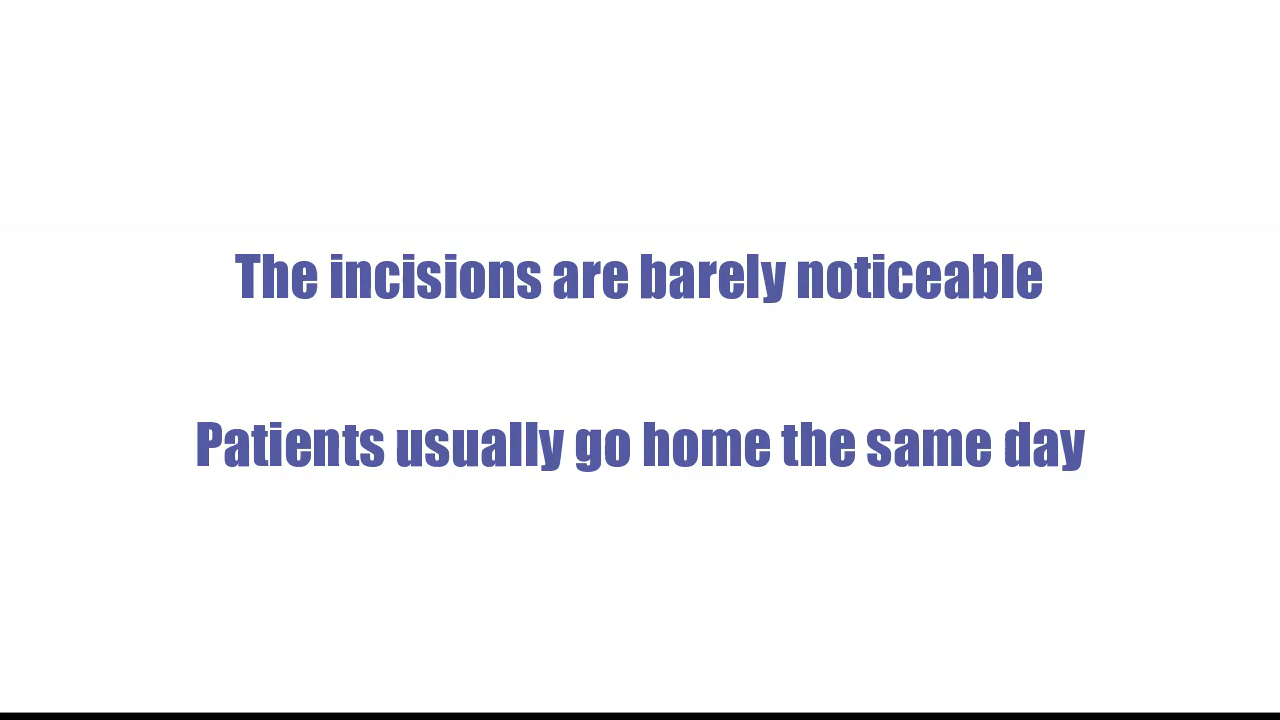 The incisions are barely noticeable
Patients usually go home the same day